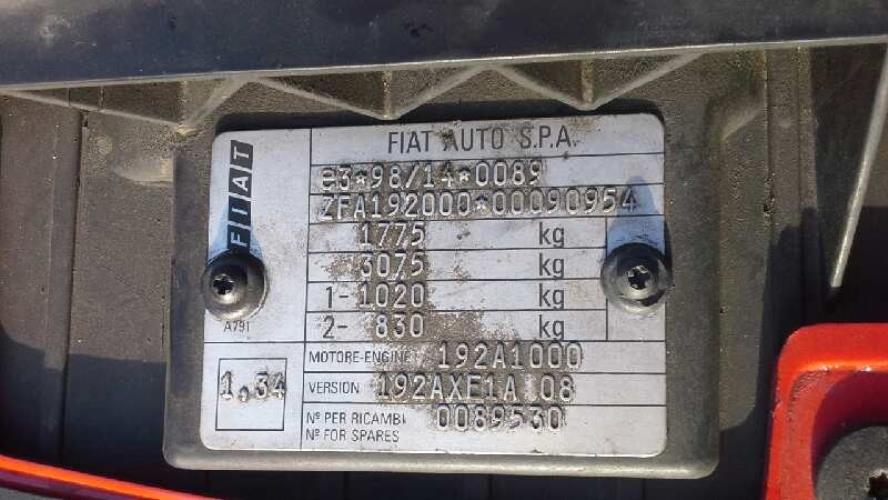 FIAT AUTO S.P.A.
FIAT
e3*98/14*0089
ZFA192000*00090954
1775 kg
3075 kg
1- 1020 kg
2- 830 kg
A791
MOTORE-ENGINE 192A1000
1,34
VERSION 192AXF1A 08
Nº PER RICAMBI 0089530
Nº FOR SPARES